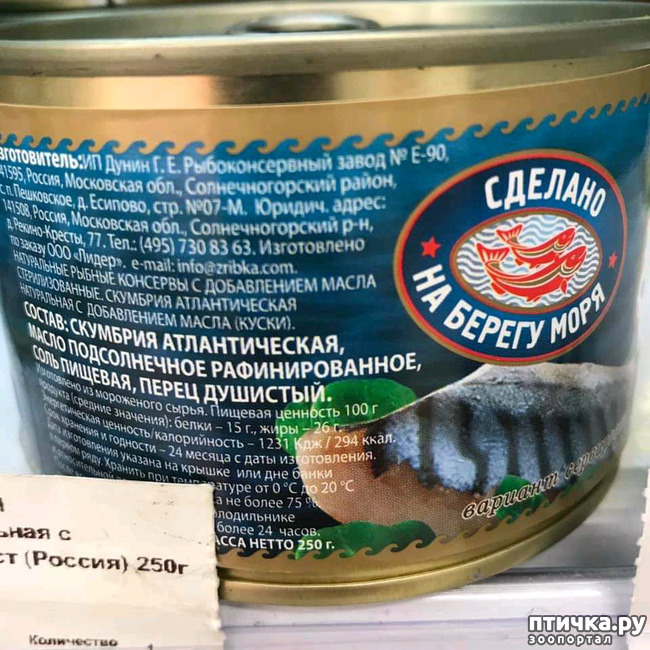 зготовитель: ИП Дунин Г. Е. Рыбоконсервный завод № Е-90,
41595, Россия, Московская обл., Солнечногорский район,
с.п. Пешковское, д. Есипово, стр. №07-М. Юридич. адрес:
141508, Россия, Московская обл., Солнечногорский р-н,
д. Рекино-Кресты, 77. Тел.: (495) 730 83 63. Изготовлено
по заказу ООО «Лидер». e-mail: info@zribka.com.
НАТУРАЛЬНЫЕ РЫБНЫЕ КОНСЕРВЫ С ДОБАВЛЕНИЕМ МАСЛА
СТЕРИЛИЗОВАННЫЕ. СКУМБРИЯ АТЛАНТИЧЕСКАЯ
НАТУРАЛЬНАЯ С ДОБАВЛЕНИЕМ МАСЛА (КУСКИ).
СОСТАВ: СКУМБРИЯ АТЛАНТИЧЕСКАЯ,
МАСЛО ПОДСОЛНЕЧНОЕ РАФИНИРОВАННОЕ,
СОЛЬ ПИЩЕВАЯ, ПЕРЕЦ ДУШИСТЫЙ.
Изготовлено из мороженого сырья. Пищевая ценность 100 г
продукта (средние значения): белки – 15 г., жиры – 26 г.
энергетическая ценность/калорийность – 1231 Кдж / 294 ккал.
Срок хранения и годности – 24 месяца с даты изготовления.
Дата изготовления указана на крышке или дне банки
ряду. Хранить при температуре от 0 °С до 20 °С
не более 75 %
холодильнике
более 24 часов.
МАССА НЕТТО 250 г.
СДЕЛАНО
НА БЕРЕГУ МОРЯ
вариант серв
ьная с
ст (Россия) 250г
Количество
птичка.ру
зоопортал